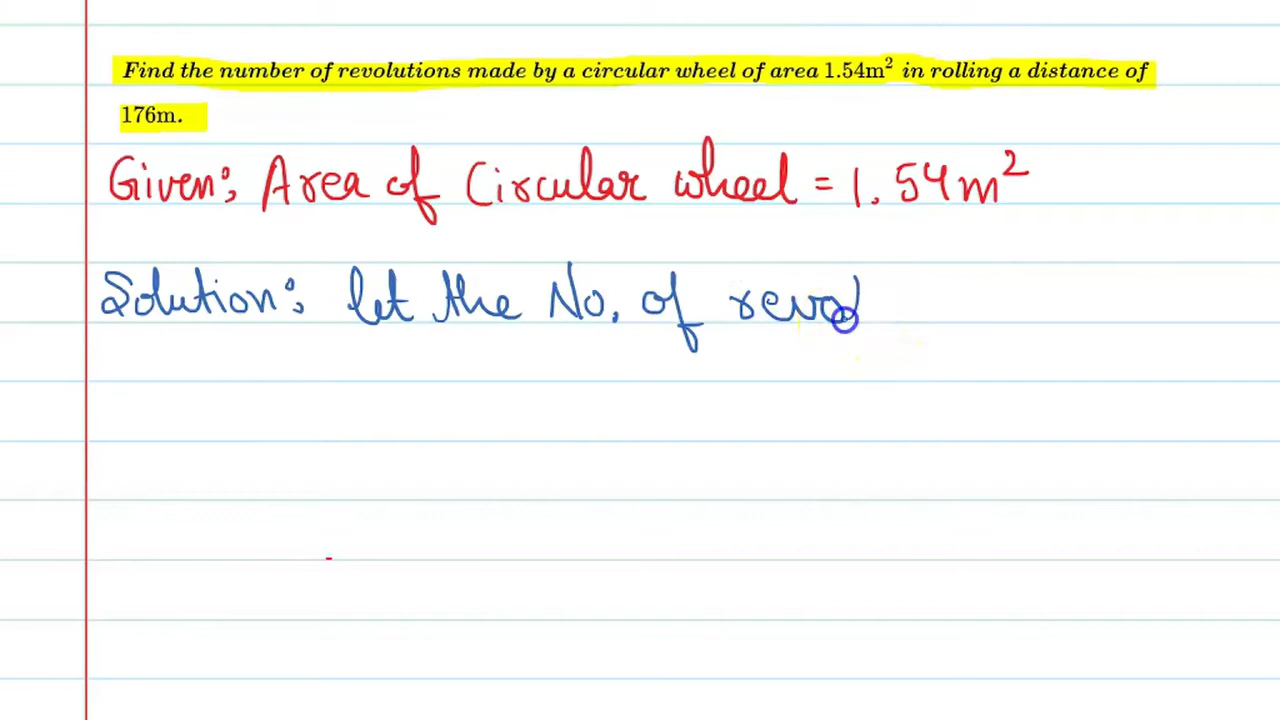 Find the number of revolutions made by a circular wheel of area 1.54m² in rolling a distance of
176m.
Given: Area of Circular wheel = 1.54m²
Solution: let the No. of revol